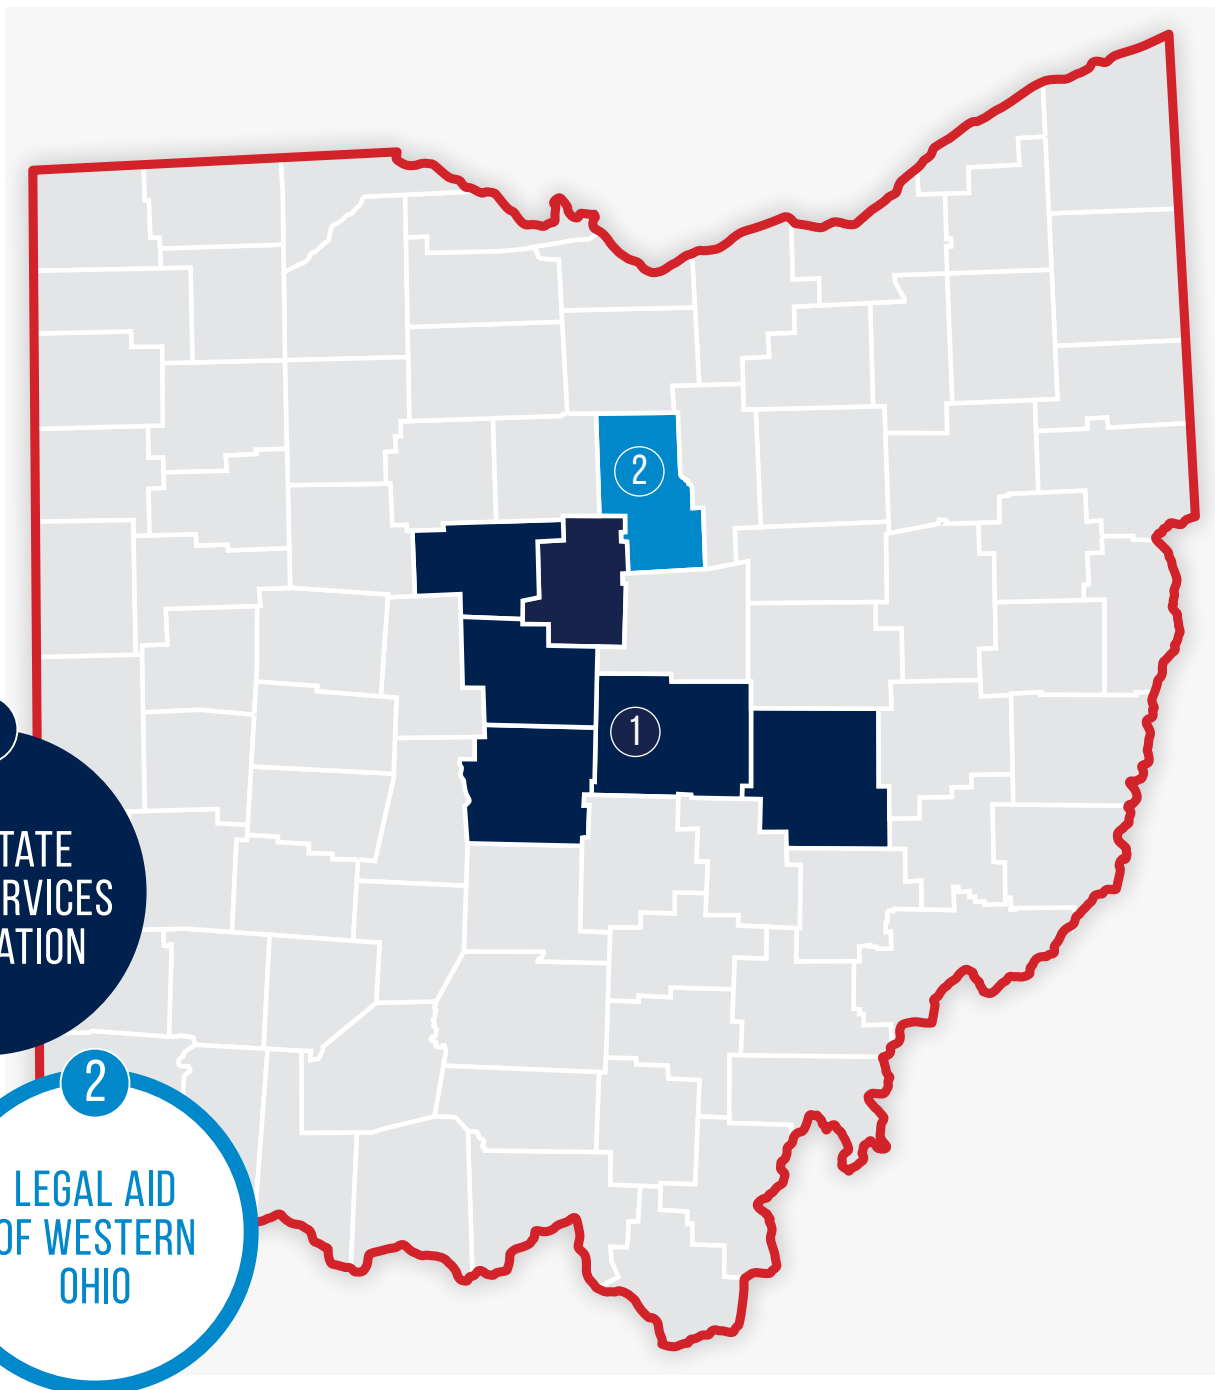 2
1
TATE
RVICES
ATION
2
LEGAL AID
OF WESTERN
OHIO